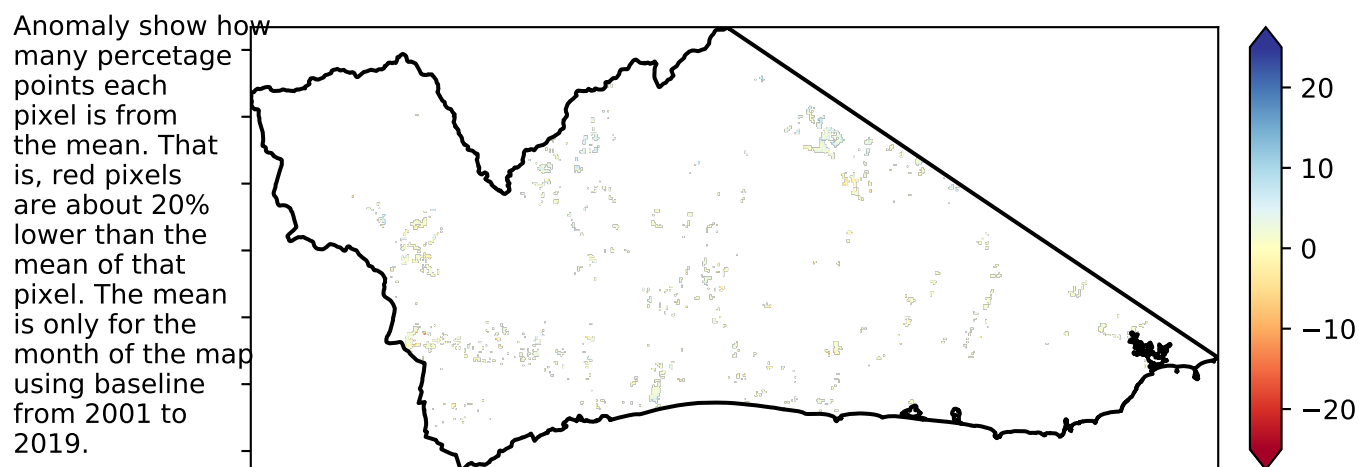 Anomaly show how
many percetage
points each
pixel is from
the mean. That
is, red pixels
are about 20%
lower than the
mean of that
pixel. The mean
is only for the
month of the map
using baseline
from 2001 to
2019.
20
10
0
−10
−20